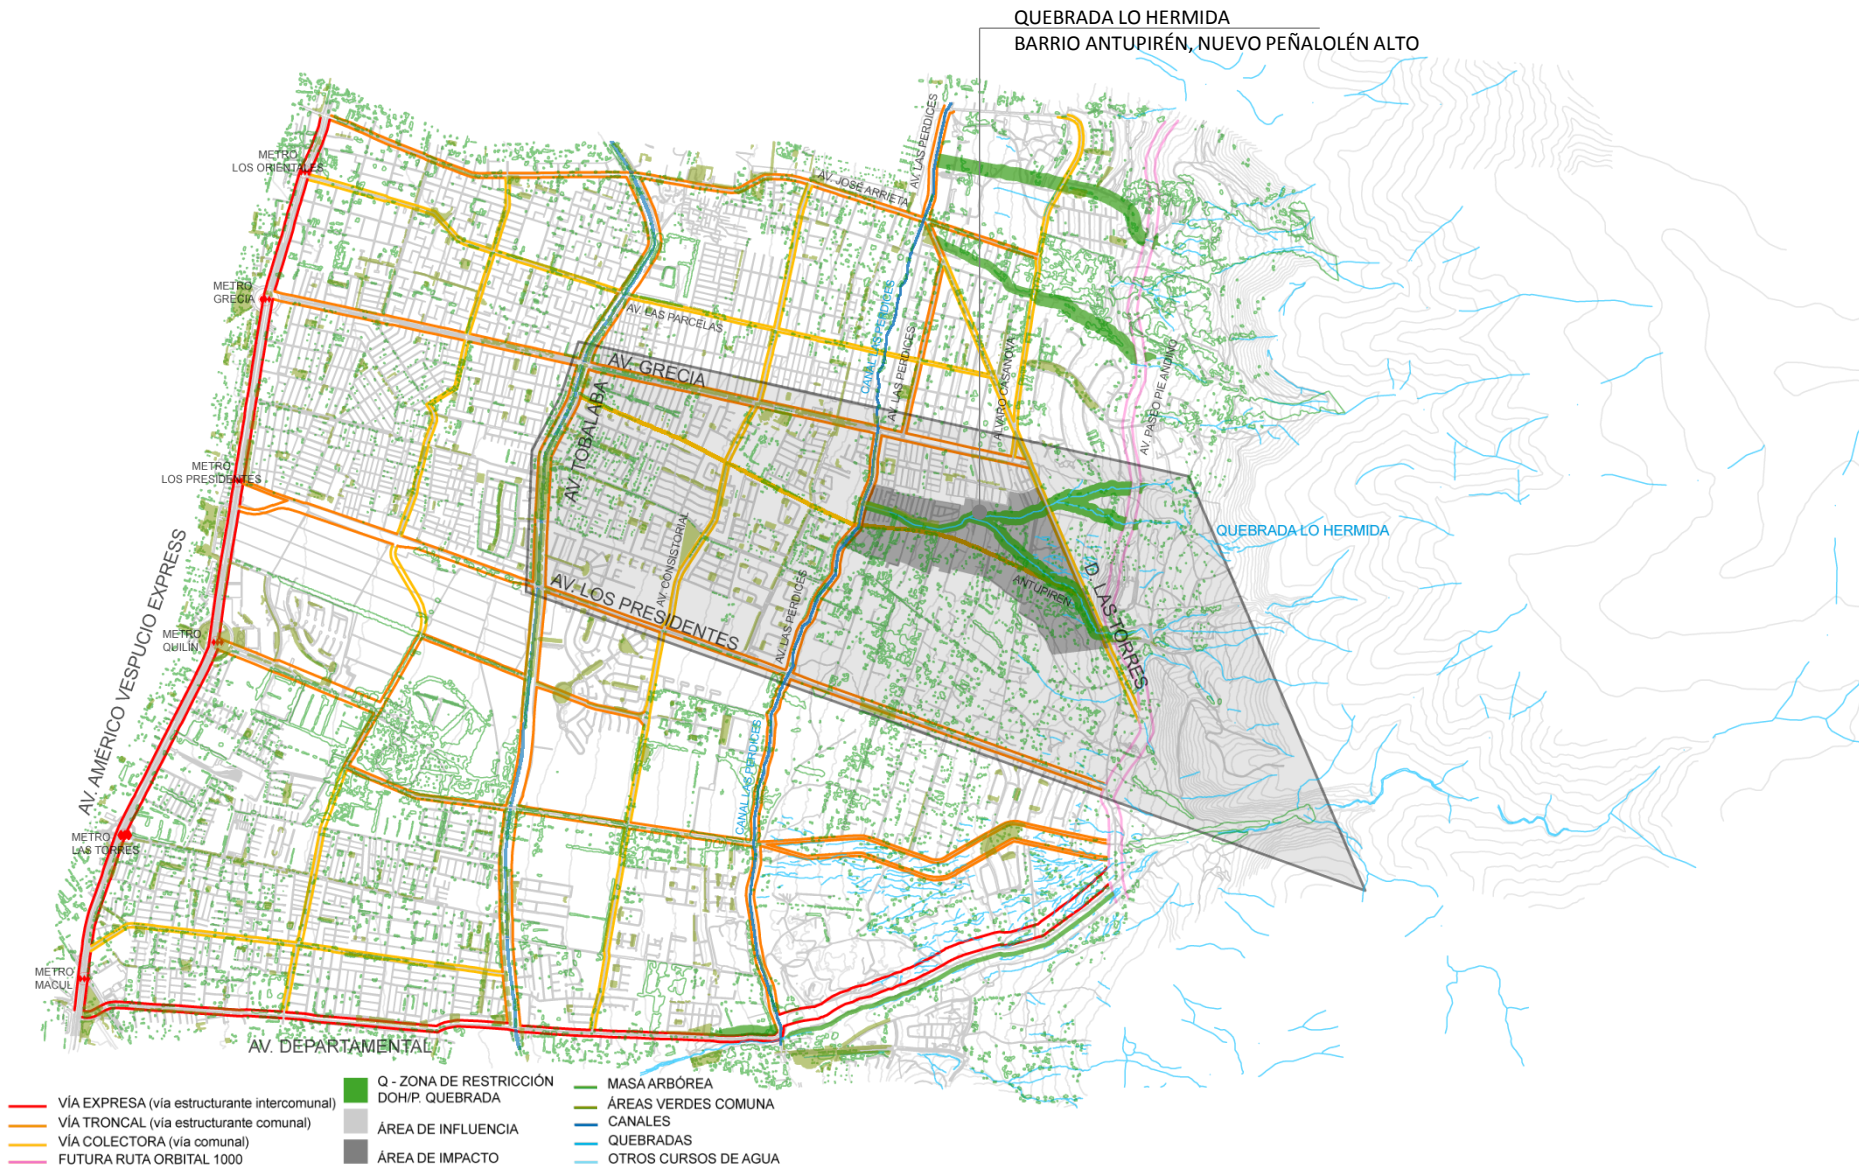 QUEBRADA LO HERMIDA
BARRIO ANTUPIRÉN, NUEVO PEÑALOLÉN ALTO
METRO
LOS ORIENTALES
AV. JOSÉ ARRIETA
AV. LAS PERDICES
METRO
GRECIA
AV. LAS PARCELAS
CANAL LAS PERDICES
AV. LAS PERDICES
ALVARO CASANOVA
AV. PASEO PIE ANDINO
AV. GRECIA
AV. TOBALABA
METRO
LOS PRESIDENTES
AV. CONSISTORIAL
QUEBRADA LO HERMIDA
AV. AMÉRICO VESPUCIO EXPRESS
AV. LOS PRESIDENTES
AV. LAS PERDICES
ANTUPIREN
D. LAS TORRES
METRO
QUILÍN
CANAL LAS PERDICES
METRO
LAS TORRES
METRO
MACUL
AV. DEPARTAMENTAL
VÍA EXPRESA (vía estructurante intercomunal)
VÍA TRONCAL (vía estructurante comunal)
VÍA COLECTORA (vía comunal)
FUTURA RUTA ORBITAL 1000
Q - ZONA DE RESTRICCIÓN
DOH/P. QUEBRADA
ÁREA DE INFLUENCIA
ÁREA DE IMPACTO
MASA ARBÓREA
ÁREAS VERDES COMUNA
CANALES
QUEBRADAS
OTROS CURSOS DE AGUA